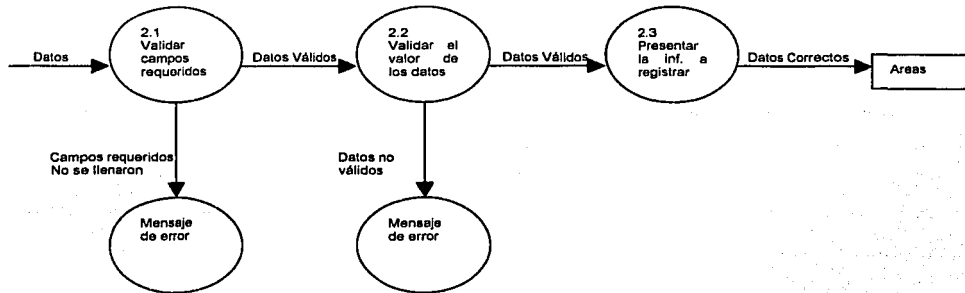 Datos
2.1
Validar
campos
requeridos
Datos Válidos
2.2
Validar el
valor de
los datos
Datos Válidos
2.3
Presentar
la inf. a
registrar
Datos Correctos
Areas
Campos requeridos
No se llenaron
Datos no
válidos
Mensaje
de error
Mensaje
de error